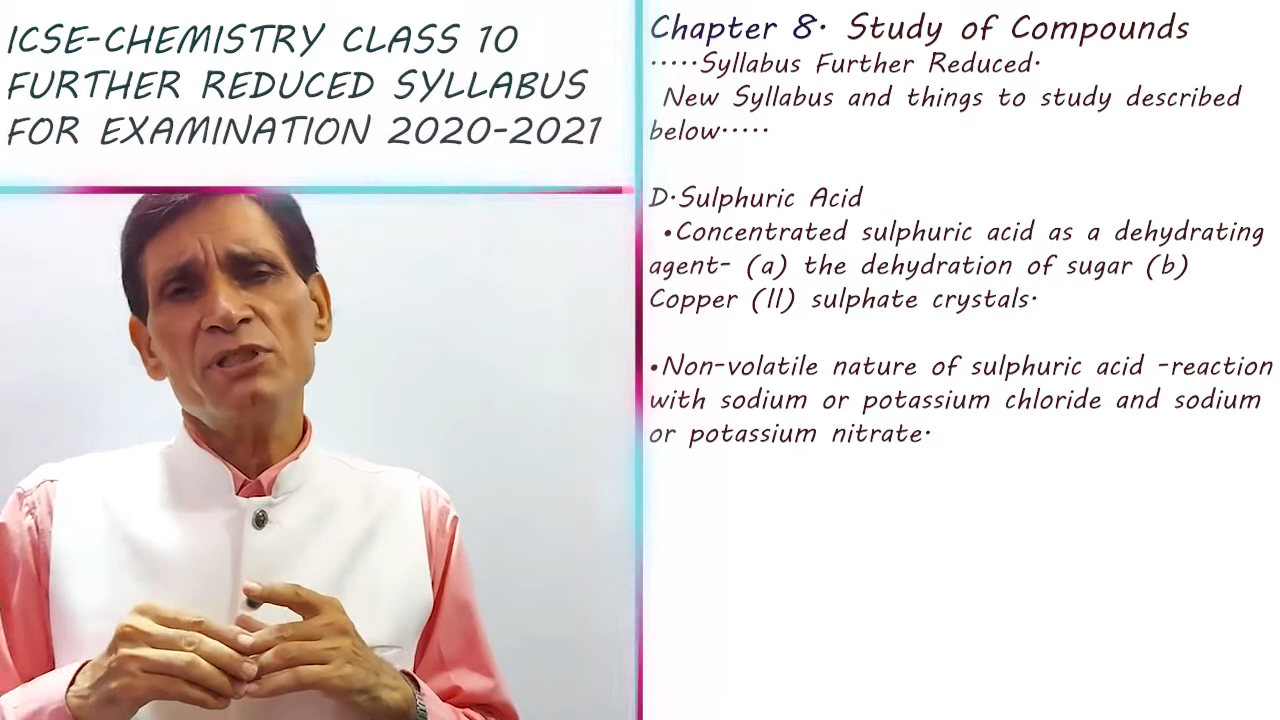 ICSE-CHEMISTRY CLASS 10
FURTHER REDUCED SYLLABUS
FOR EXAMINATION 2020-2021
Chapter 8· Study of Compounds
·····Syllabus Further Reduced·
New Syllabus and things to study described
below·····
D·Sulphuric Acid
•Concentrated sulphuric acid as a dehydrating
agent- (a) the dehydration of sugar (b)
Copper (II) sulphate crystals·
•Non-volatile nature of sulphuric acid -reaction
with sodium or potassium chloride and sodium
or potassium nitrate·